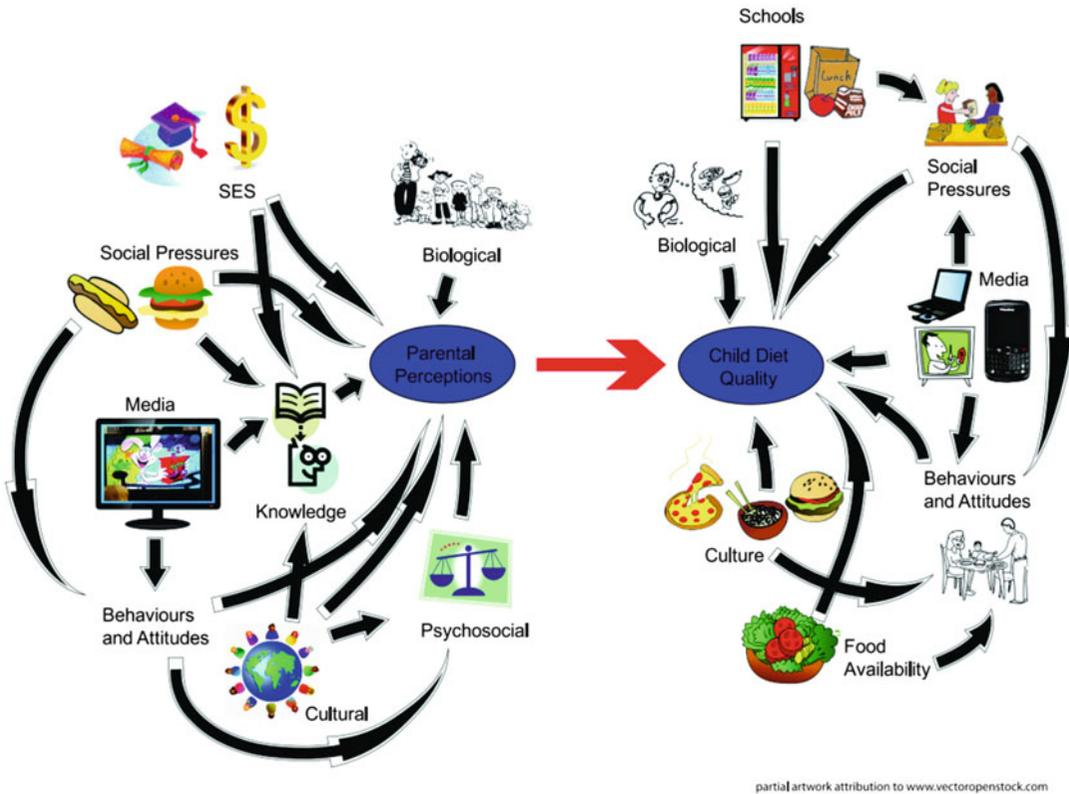 Schools
Lunch
SES
Social
Pressures
Biological
Biological
Social Pressures
Media
Parental
Perceptions
Child Diet
Quality
Media
Knowledge
Behaviours
and Attitudes
Culture
Behaviours
and Attitudes
Psychosocial
Food
Availability
Cultural
partial artwork attribution to www.vectoropenstock.com